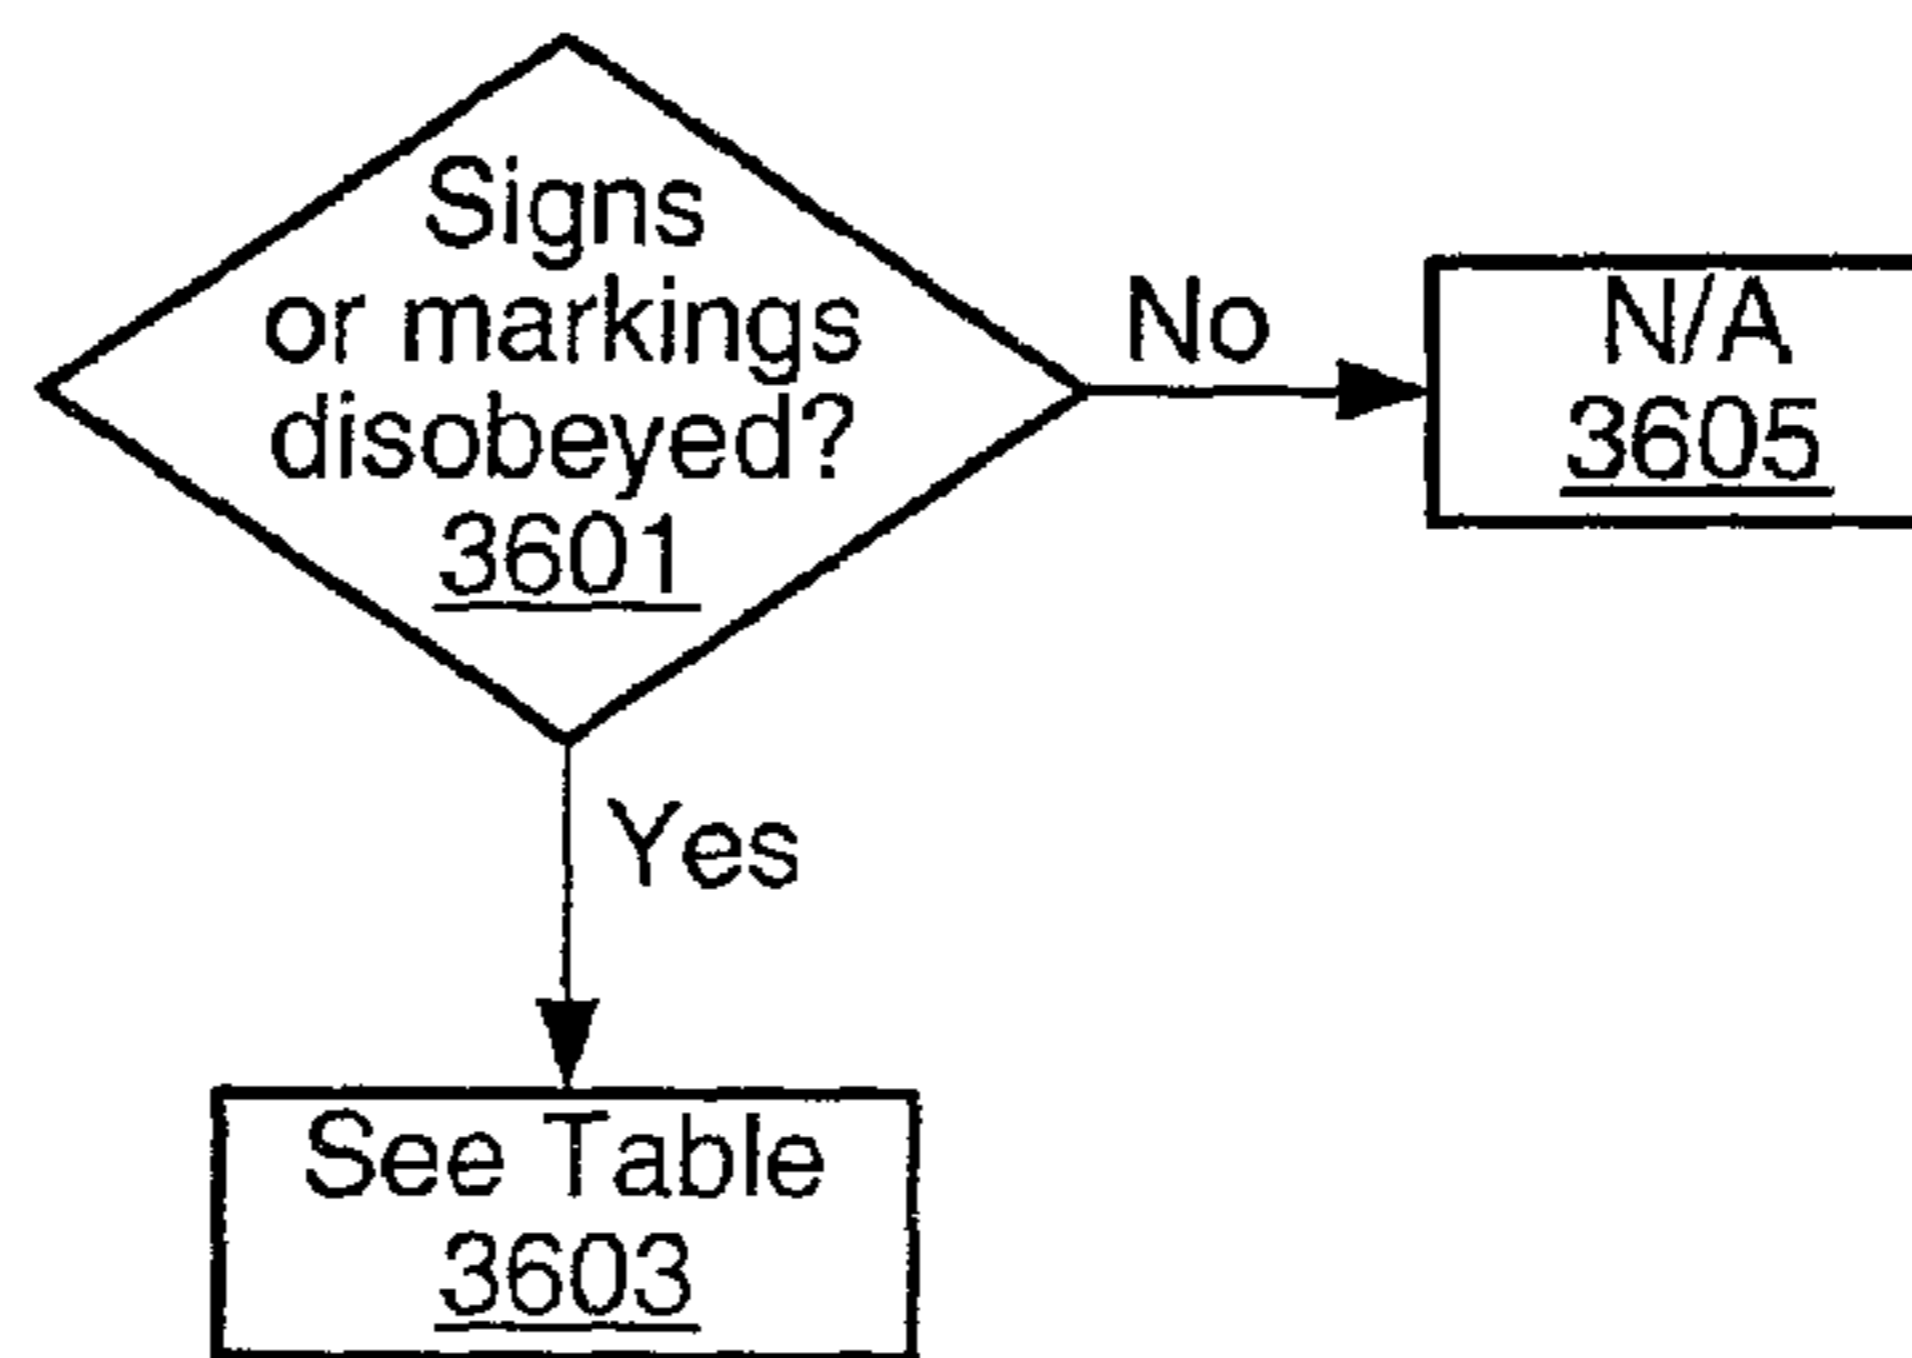 Signs
or markings
disobeyed?
3601
No
N/A
3605
Yes
See Table
3603